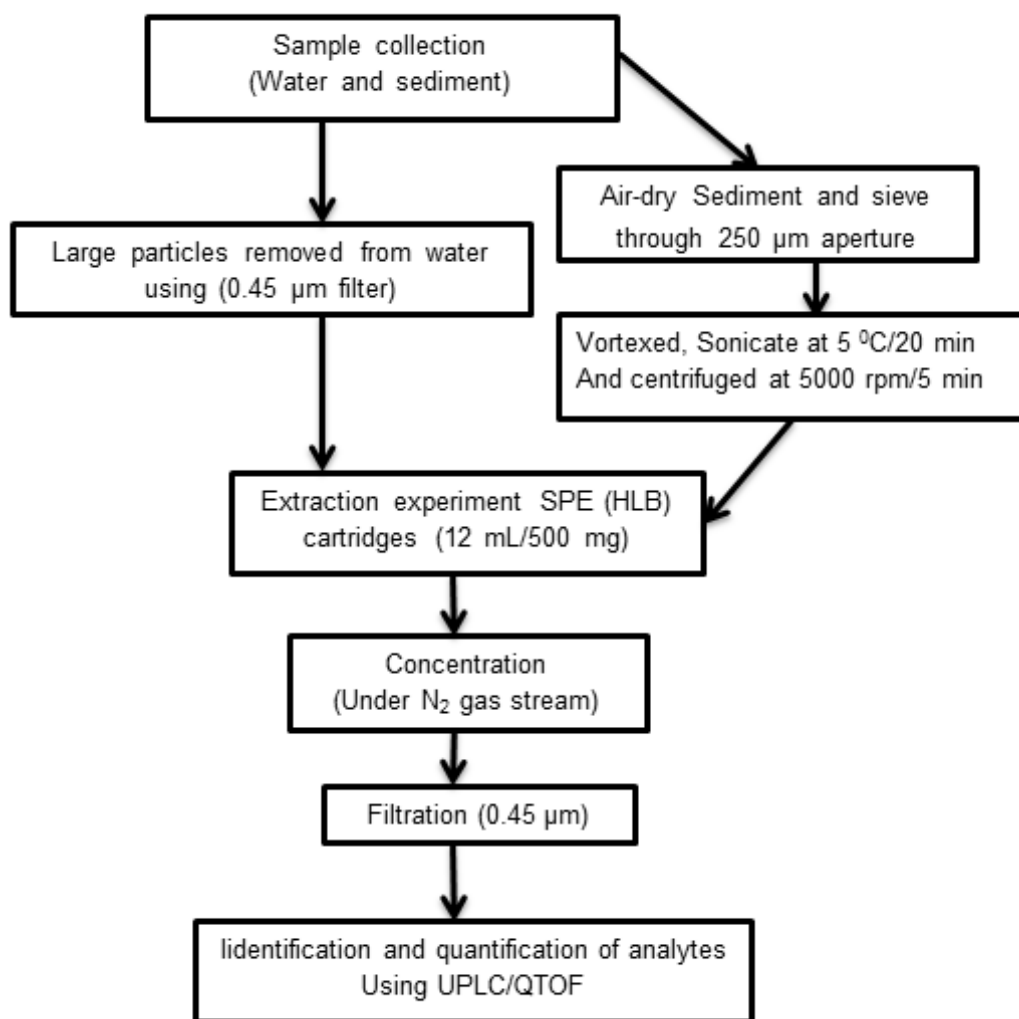 Sample collection
(Water and sediment)
Air-dry Sediment and sieve
through 250 µm aperture
Large particles removed from water
using (0.45 µm filter)
Vortexed, Sonicate at 5 ⁰C/20 min
And centrifuged at 5000 rpm/5 min
Extraction experiment SPE (HLB)
cartridges (12 mL/500 mg)
Concentration
(Under N₂ gas stream)
Filtration (0.45 µm)
Iidentification and quantification of analytes
Using UPLC/QTOF